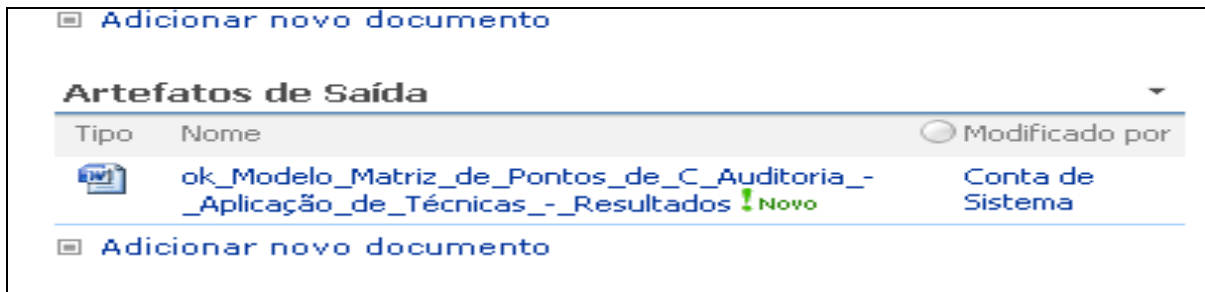 Adicionar novo documento
Artefatos de Saída
Tipo Nome Modificado por
ok_Modelo_Matriz_de_Pontos_de_C_Auditoria_- Conta de
_Aplicação_de_Técnicas_-_Resultados ! Novo Sistema
Adicionar novo documento